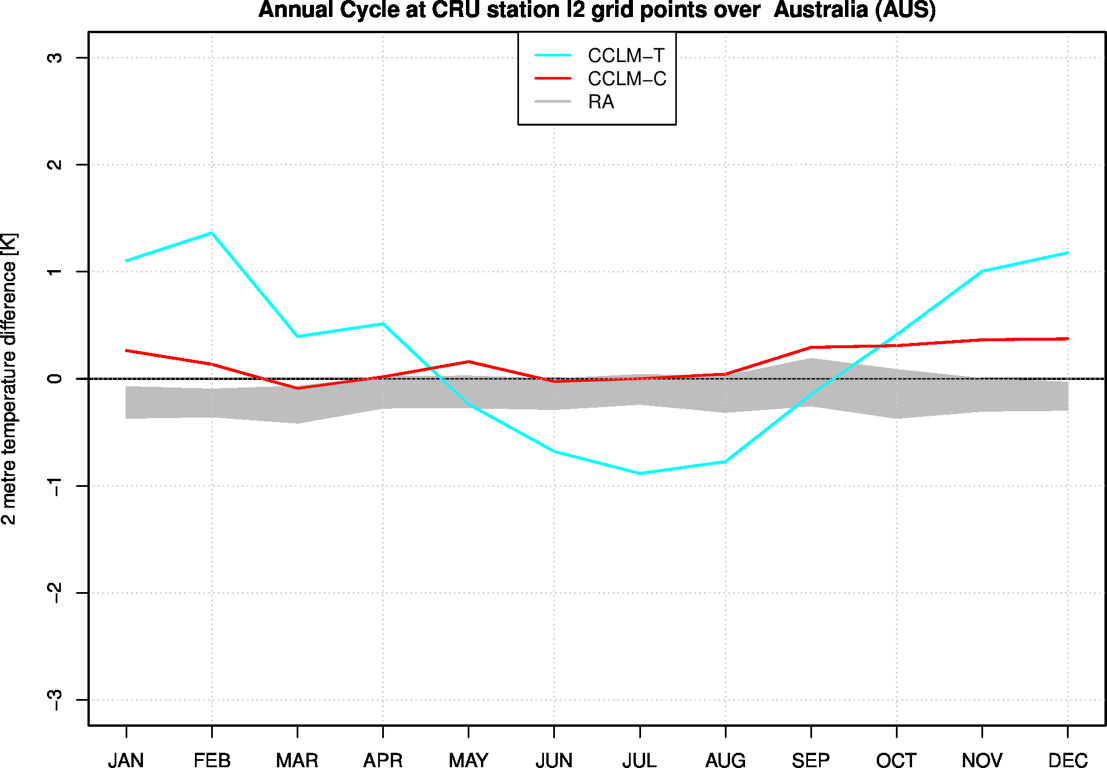 Annual Cycle at CRU station l2 grid points over Australia (AUS)
CCLM−T
CCLM−C
RA
2 metre temperature difference [K]
3
2
1
0
−1
−2
−3
JAN FEB MAR APR MAY JUN JUL AUG SEP OCT NOV DEC